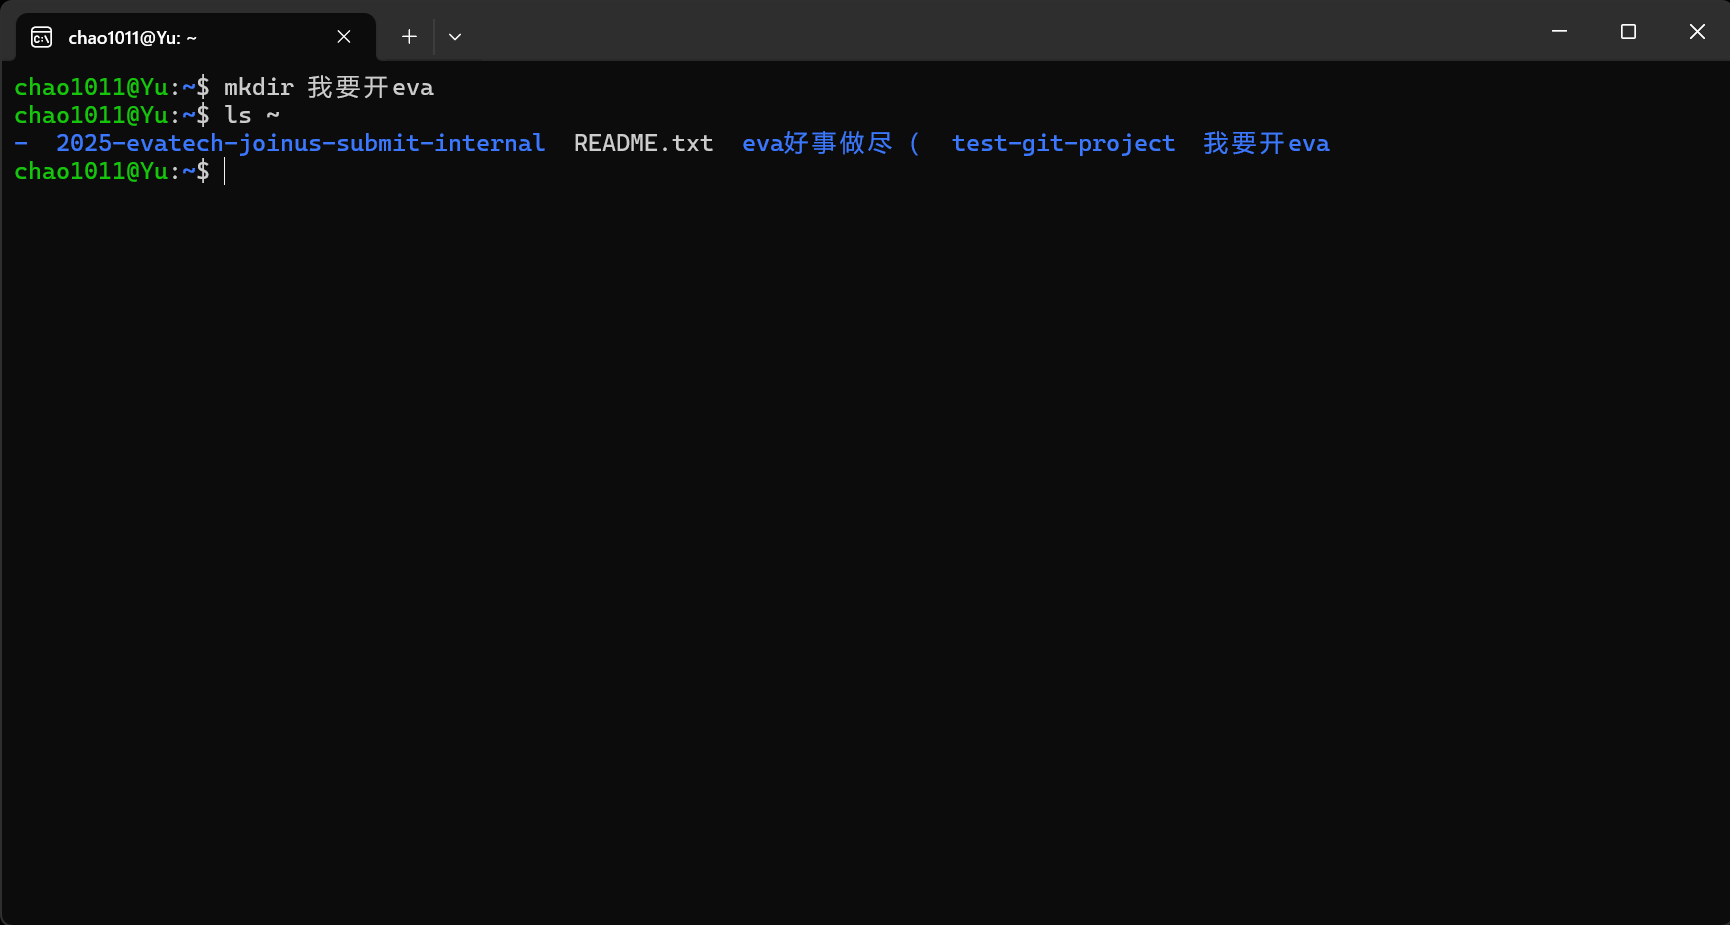 chao1011@Yu: ~
chao1011@Yu:~$ mkdir 我要开eva
chao1011@Yu:~$ ls ~
-  2025-evatech-joinus-submit-internal  README.txt  eva好事做尽（  test-git-project  我要开eva
chao1011@Yu:~$